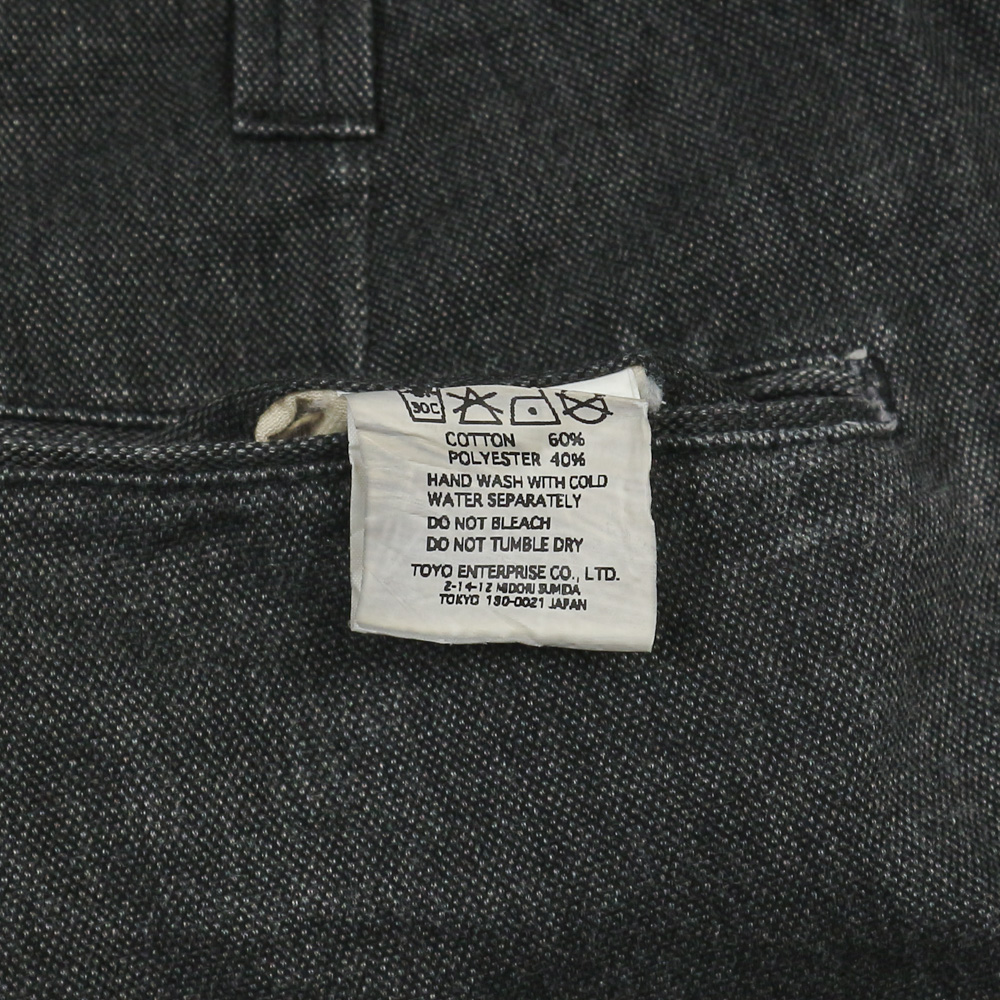 30C
COTTON 60%
POLYESTER 40%
HAND WASH WITH COLD
WATER SEPARATELY
DO NOT BLEACH
DO NOT TUMBLE DRY
TOYO ENTERPRISE CO., LTD.
2-14-12 MIDORI SUMIDA
TOKYO 130-0021 JAPAN